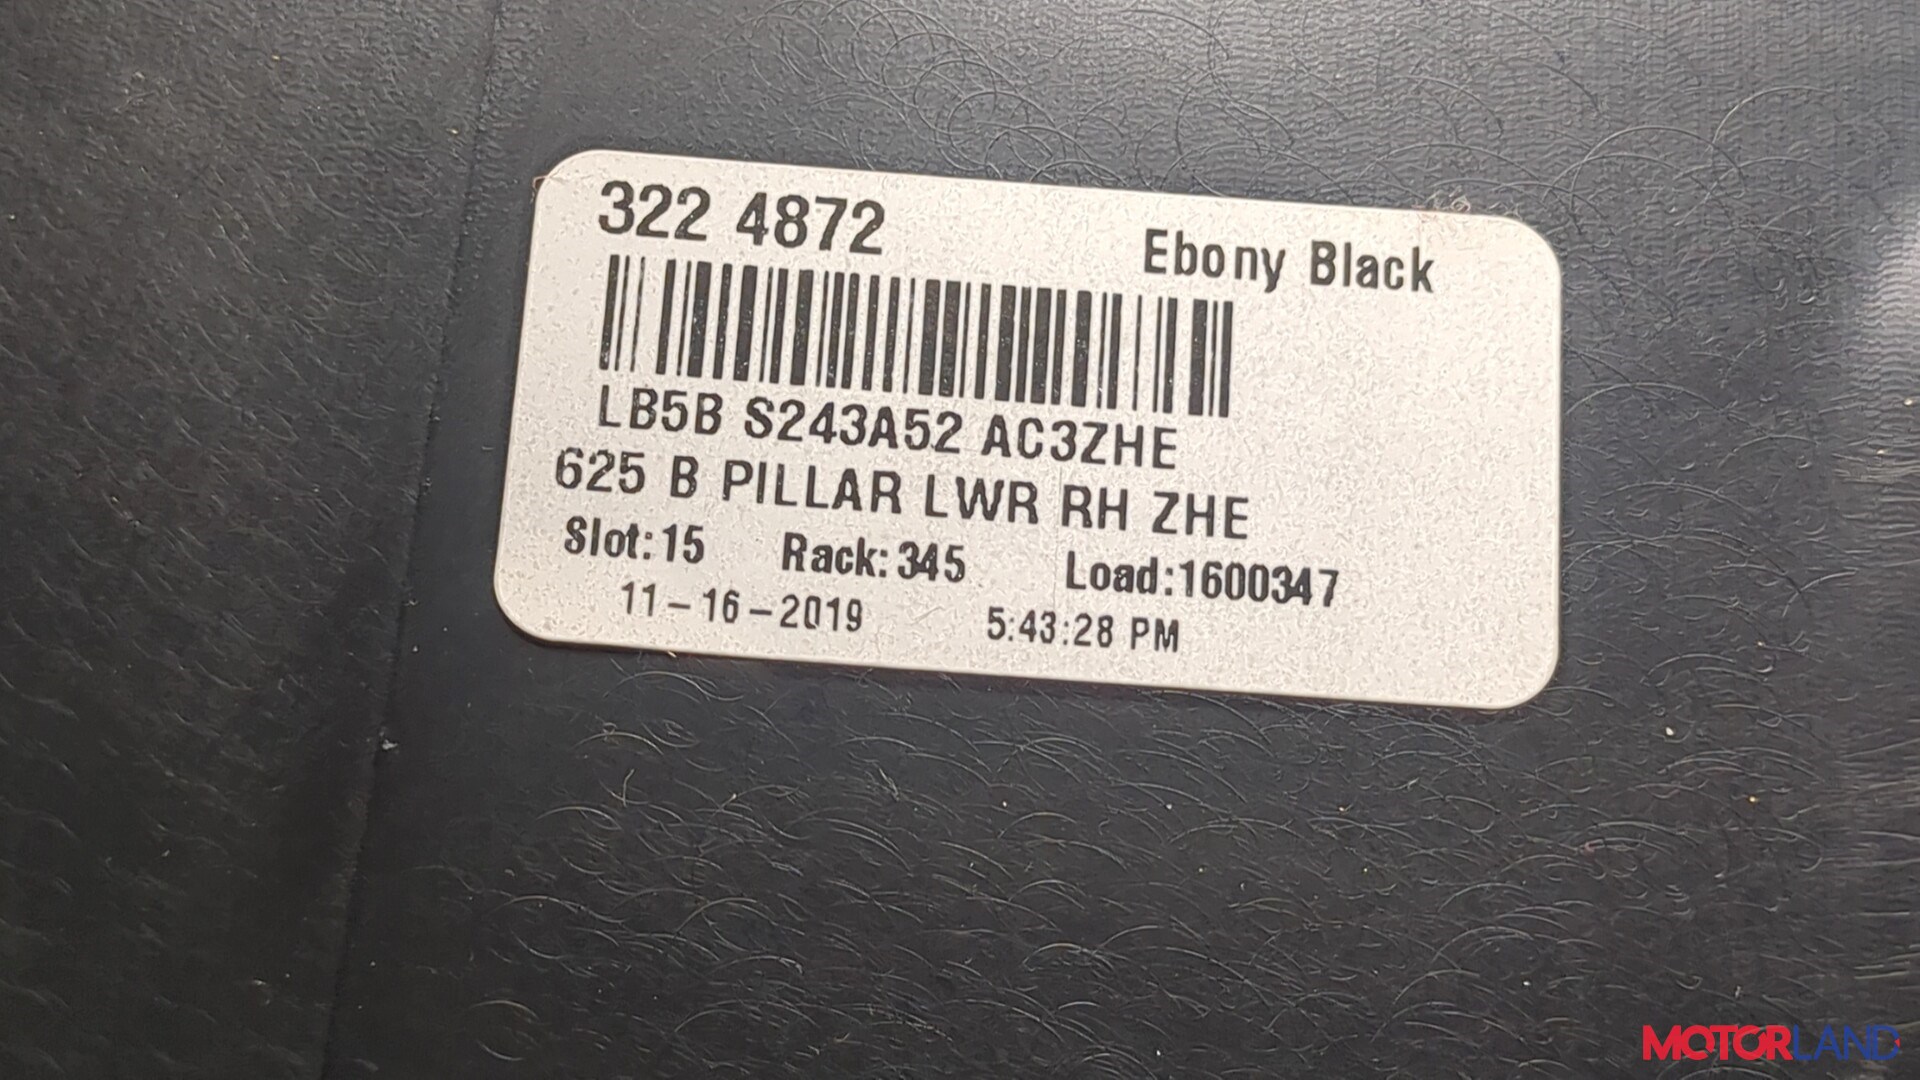 322 4872
Ebony Black
LB5B S243A52 AC3ZHE
625 B PILLAR LWR RH ZHE
Slot:15 Rack:345 Load:1600347
11-16-2019 5:43:28 PM
MOTORLAND